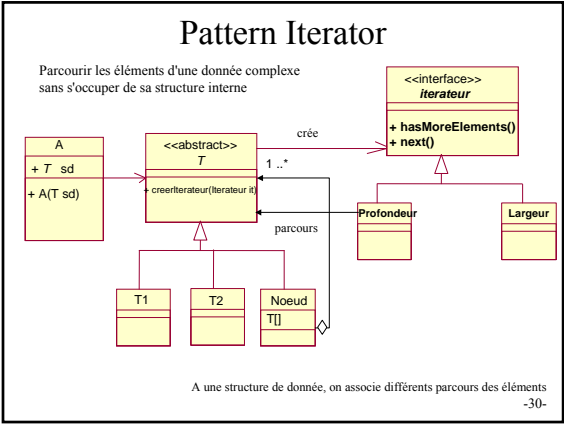 Pattern Iterator
Parcourir les éléments d'une donnée complexe
sans s'occuper de sa structure interne
<<interface>>
iterateur
+ hasMoreElements()
+ next()
crée
A
+ T sd
+ A(T sd)
<<abstract>>
T
+ creerIterateur(Iterateur it)
1 ..*
parcours
Profondeur
Largeur
T1
T2
Noeud
T[]
A une structure de donnée, on associe différents parcours des éléments
-30-